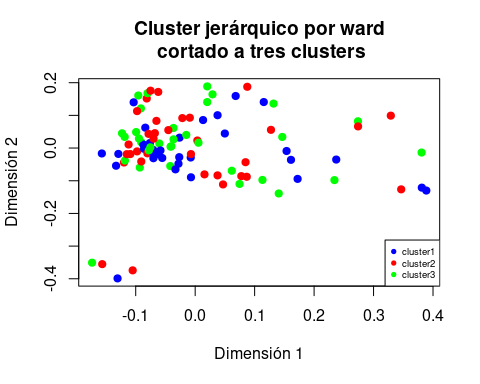 Cluster jerárquico por ward
cortado a tres clusters
Dimensión 2
0.2
0.0
-0.2
-0.4
-0.1
0.0
0.1
0.2
0.3
0.4
Dimensión 1
cluster1
cluster2
cluster3